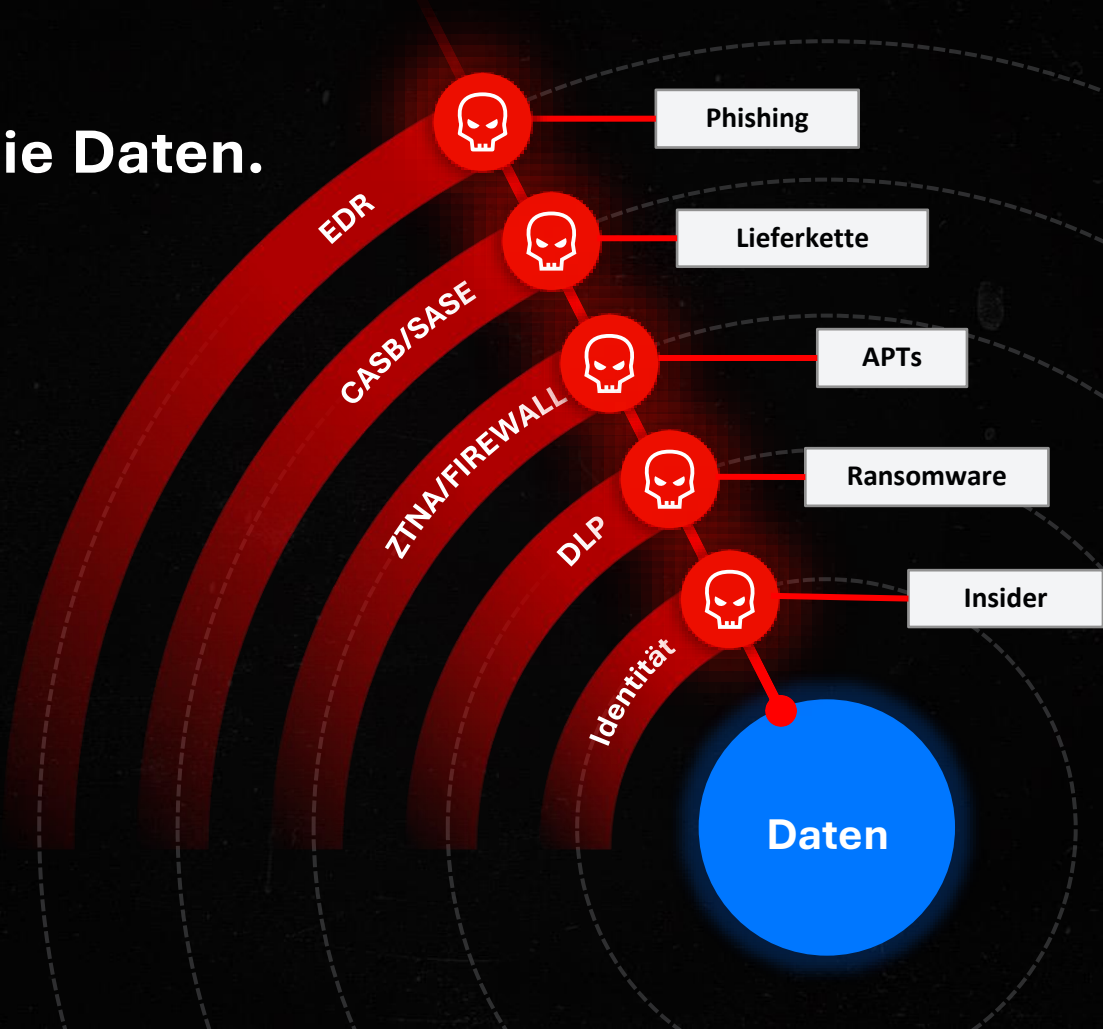 Phishing
ie Daten.
EDR
Lieferkette
CASB/SASE
APTs
ZTNA/FIREWALL
Ransomware
DLP
Insider
Identität
Daten